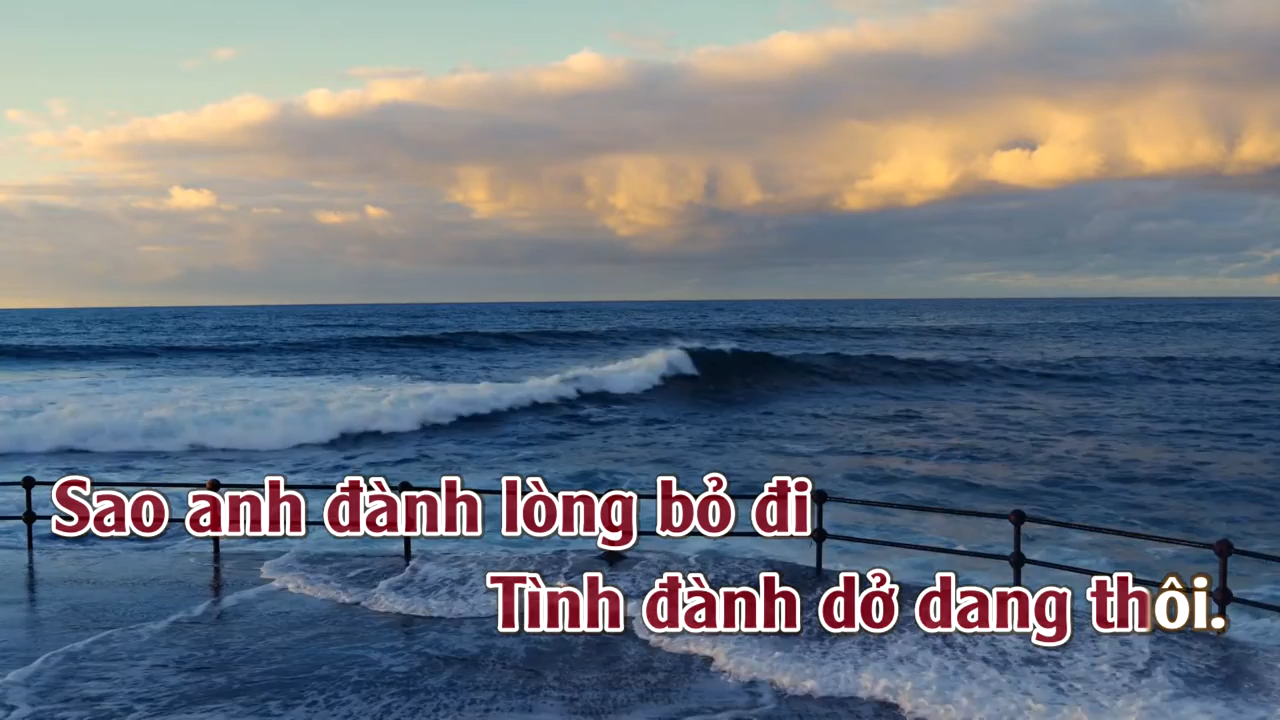 Sao anh đành lòng bỏ đi
Tình đành dở dang thôi.